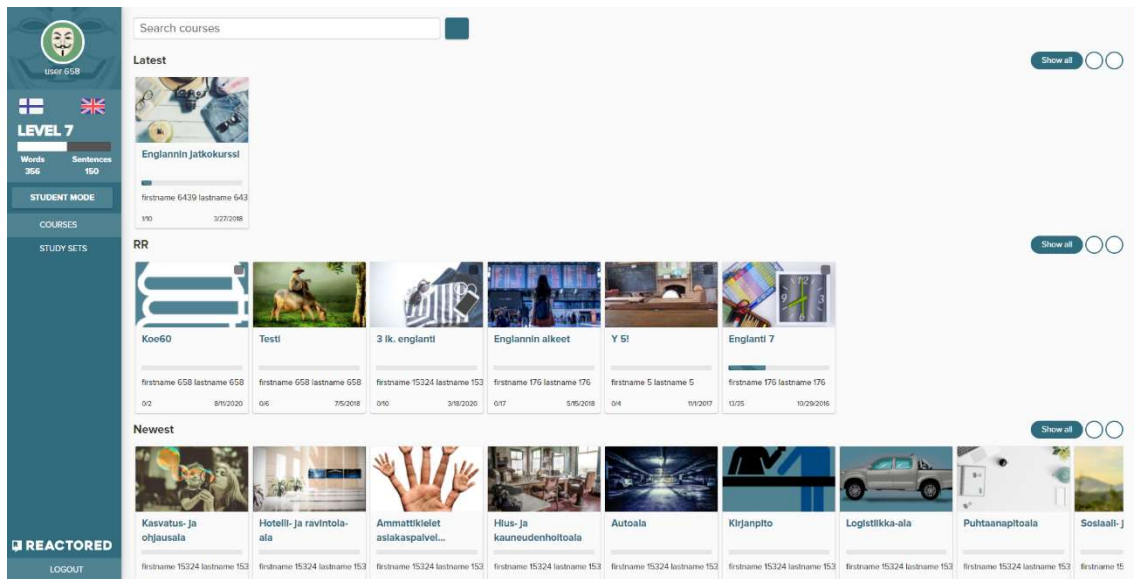 user 658
LEVEL 7
Words Sentences
356 150
STUDENT MODE
COURSES
STUDY SETS
REACTORED
LOGOUT
Search courses
Latest Show all
Englannin jatkokurssi
firstname 6439 lastname 643
1/10 3/27/2018
RR Show all
Koe60
firstname 658 lastname 658
0/2 8/11/2020
Testi
firstname 658 lastname 658
0/6 7/5/2018
3 lk. englanti
firstname 15324 lastname 153
0/10 3/18/2020
Englannin alkeet
firstname 176 lastname 176
0/17 5/15/2018
Y 5!
firstname 5 lastname 5
0/4 11/1/2017
Englanti 7
firstname 176 lastname 176
13/35 10/29/2016
Newest Show all
Kasvatus- ja
ohjausala
firstname 15324 lastname 153
Hotelli- ja ravintola-
ala
firstname 15324 lastname 153
Ammattikielet
asiakaspalvel...
firstname 15324 lastname 153
Hius- ja
kauneudenhoitoala
firstname 15324 lastname 153
Autoala
firstname 15324 lastname 153
Kirjanpito
firstname 15324 lastname 153
Logistiikka-ala
firstname 15324 lastname 153
Puhtaanapitoala
firstname 15324 lastname 153
Sosiaali- j
firstname 15